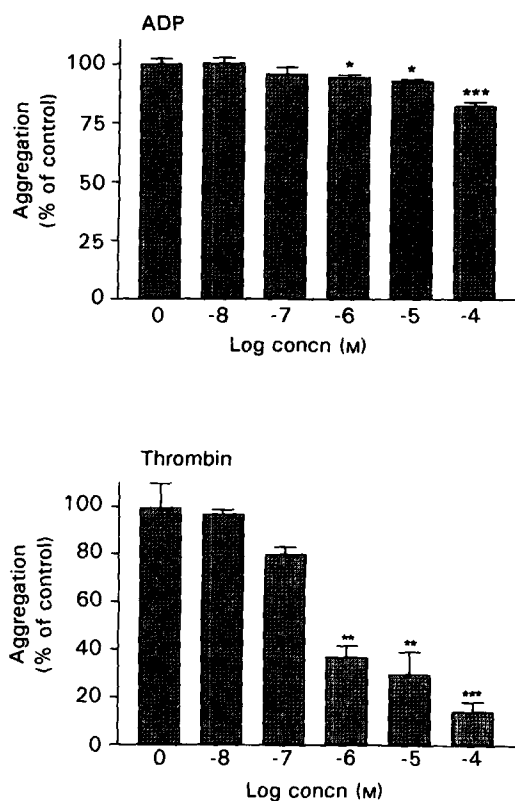 ADP
Aggregation
(% of control)
100
75
50
25
0
*
*
***
0 -8 -7 -6 -5 -4
Log concn (M)
Thrombin
Aggregation
(% of control)
100
80
60
40
20
0
**
**
***
0 -8 -7 -6 -5 -4
Log concn (M)